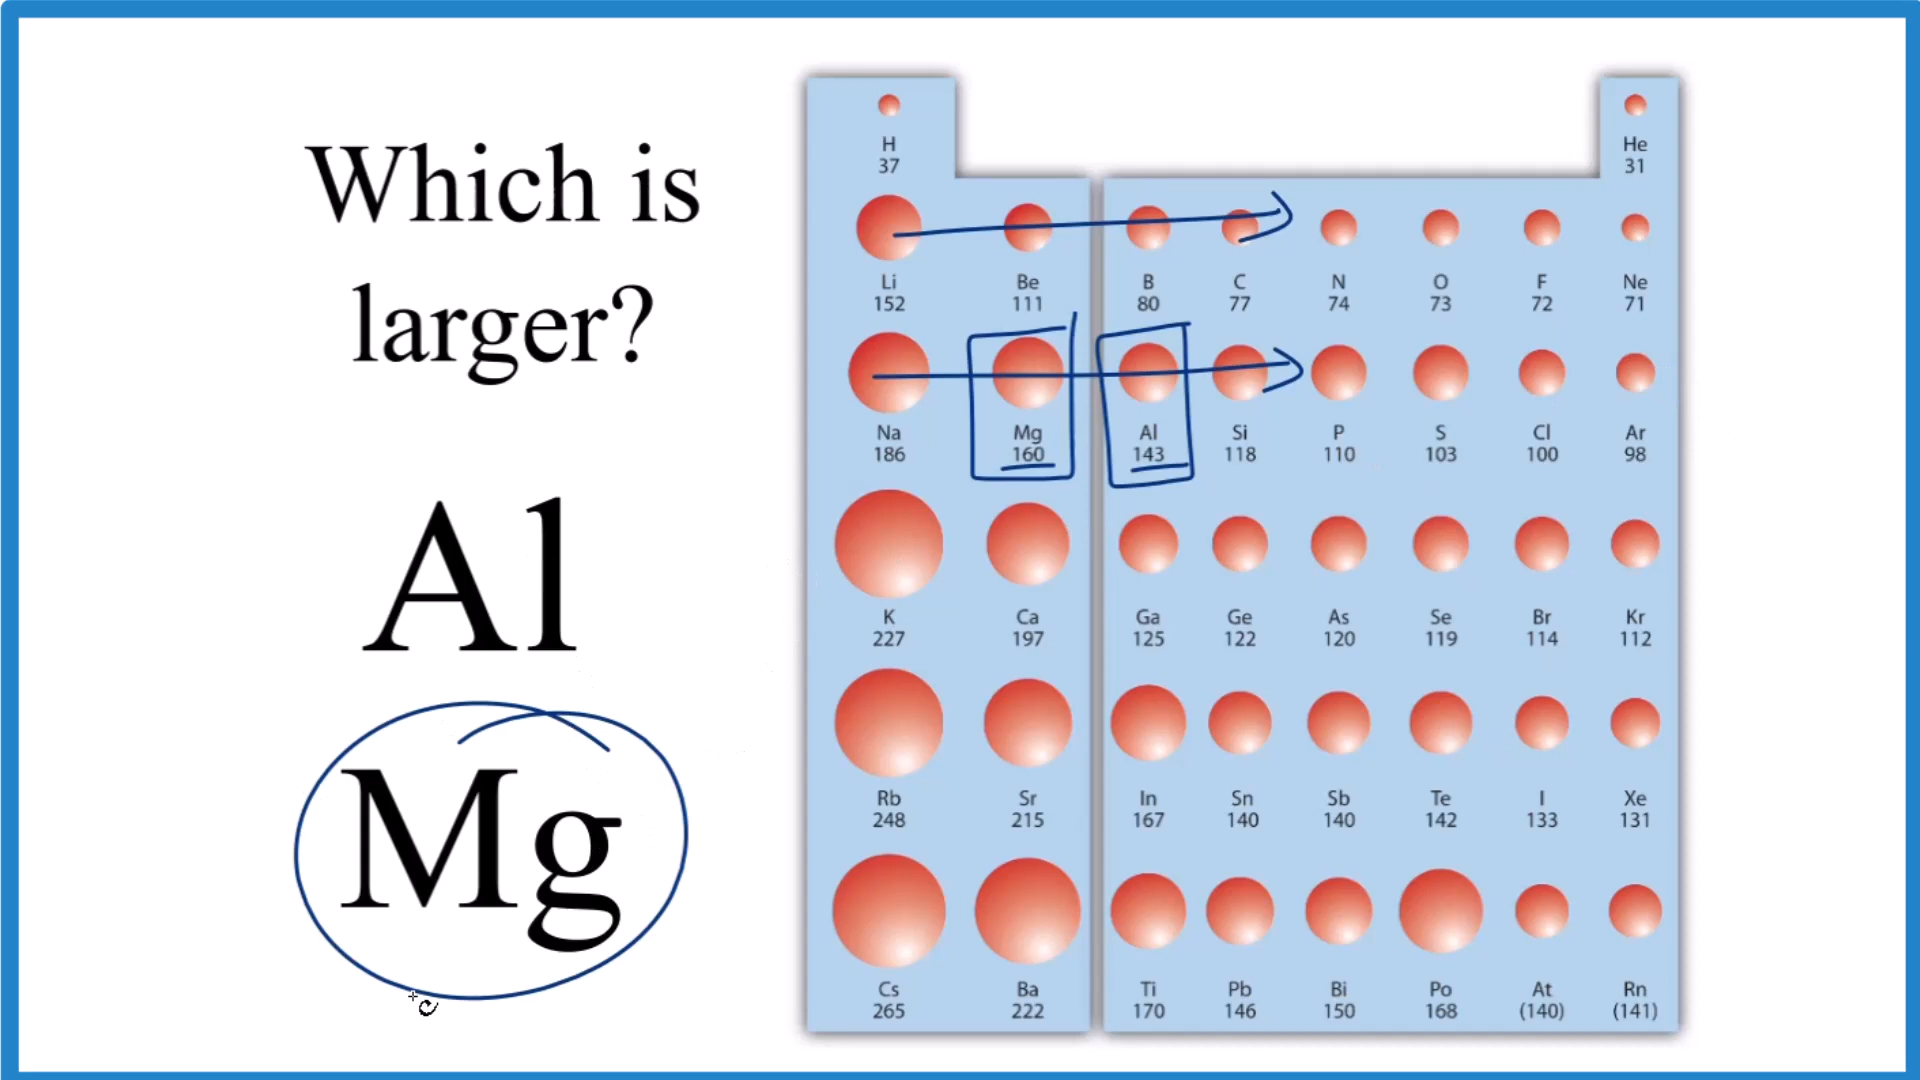 Which is
larger?
Al
Mg
H He
37 31
Li Be B C N O F Ne
152 111 80 77 74 73 72 71
Na Mg Al Si P S Cl Ar
186 160 143 118 110 103 100 98
K Ca Ga Ge As Se Br Kr
227 197 125 122 120 119 114 112
Rb Sr In Sn Sb Te I Xe
248 215 167 140 140 142 133 131
Cs Ba Ti Pb Bi Po At Rn
265 222 170 146 150 168 (140) (141)